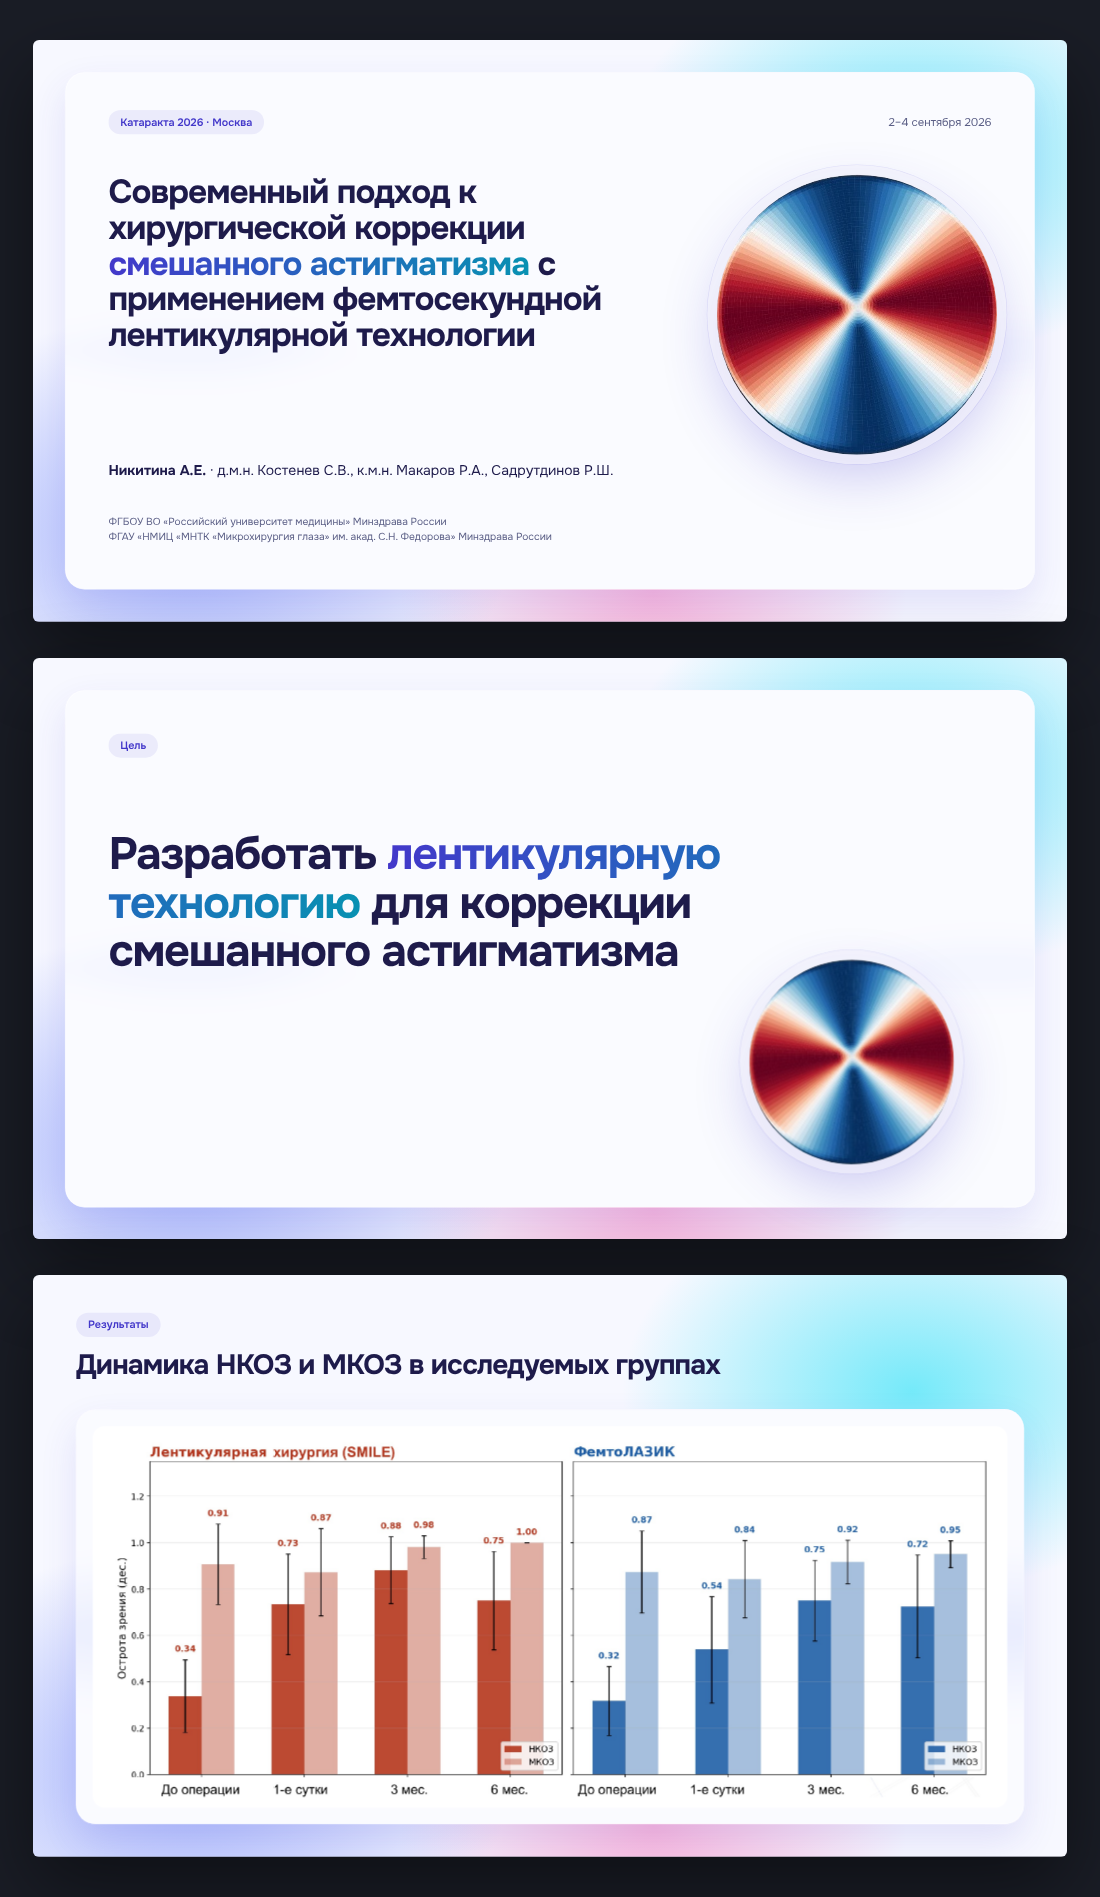 Катаракта 2026 · Москва
2–4 сентября 2026
Современный подход к
хирургической коррекции
смешанного астигматизма с
применением фемтосекундной
лентикулярной технологии
Никитина А.Е. · д.м.н. Костенев С.В., к.м.н. Макаров Р.А., Садрутдинов Р.Ш.
ФГБОУ ВО «Российский университет медицины» Минздрава России
ФГАУ «НМИЦ «МНТК «Микрохирургия глаза» им. акад. С.Н. Федорова» Минздрава России
Цель
Разработать лентикулярную
технологию для коррекции
смешанного астигматизма
Результаты
Динамика НКОЗ и МКОЗ в исследуемых группах
Лентикулярная хирургия (SMILE)
Острота зрения (дес.)
1.2
1.0
0.8
0.6
0.4
0.2
0.0
0.34
0.91
0.73
0.87
0.88
0.98
0.75
1.00
НКОЗ
МКОЗ
До операции
1-е сутки
3 мес.
6 мес.
ФемтоЛАЗИК
0.32
0.87
0.54
0.84
0.75
0.92
0.72
0.95
НКОЗ
МКОЗ
До операции
1-е сутки
3 мес.
6 мес.